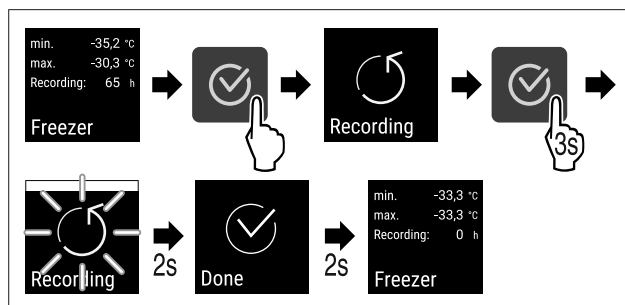 min. -35,2 °C
max. -30,3 °C
Recording: 65 h
Freezer
Recording
3s
Recording
2s
Done
2s
min. -33,3 °C
max. -33,3 °C
Recording: 0 h
Freezer